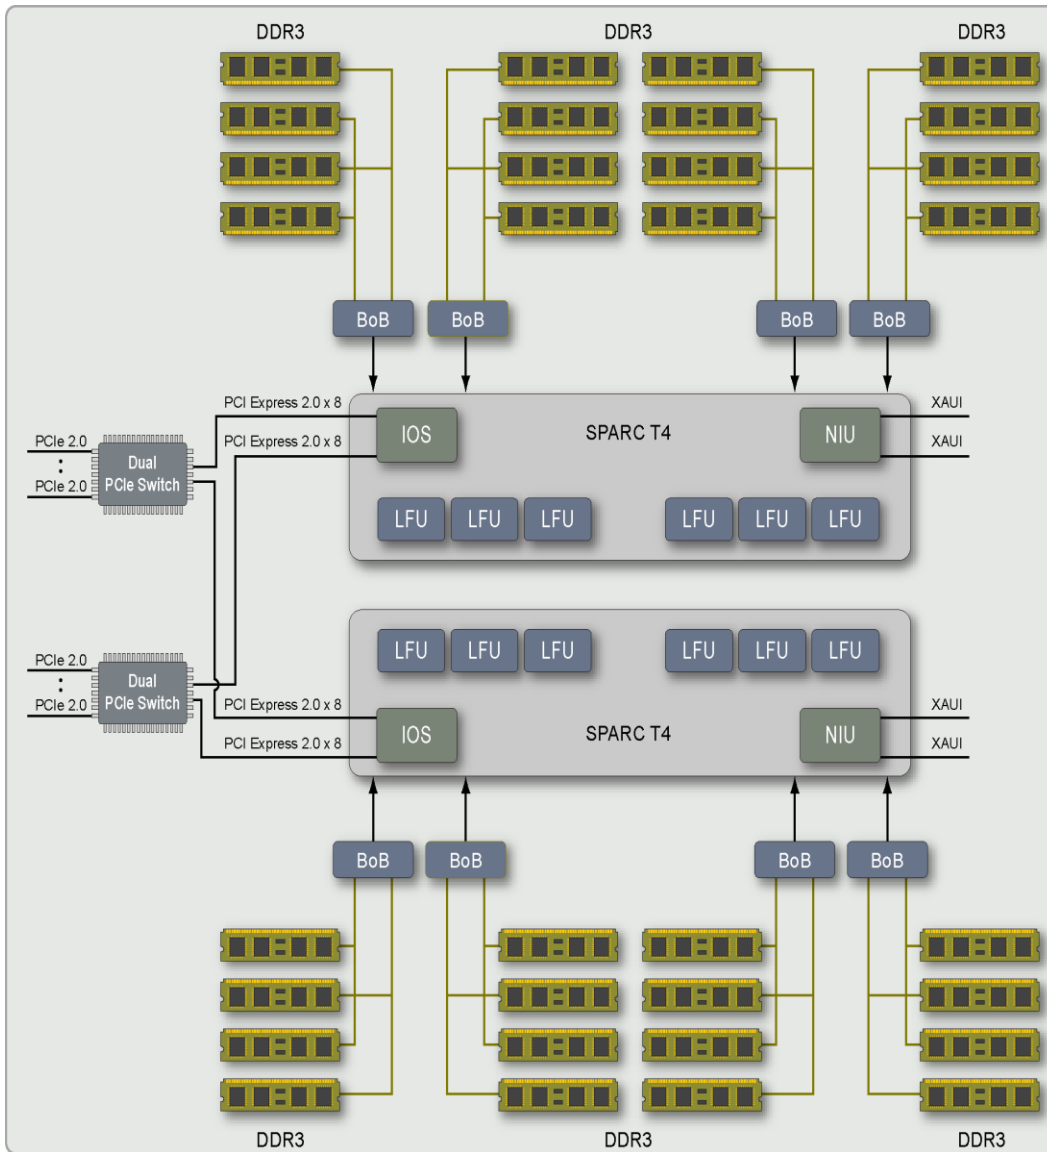 DDR3 DDR3 DDR3
BoB BoB BoB BoB
PCI Express 2.0 x 8
XAUI
IOS
SPARC T4
NIU
PCI Express 2.0 x 8
XAUI
PCIe 2.0
Dual
PCIe Switch
PCIe 2.0
LFU LFU LFU LFU LFU LFU
LFU LFU LFU LFU LFU LFU
PCIe 2.0
Dual
PCIe Switch
PCIe 2.0
PCI Express 2.0 x 8
XAUI
IOS
SPARC T4
NIU
PCI Express 2.0 x 8
XAUI
BoB BoB BoB BoB
DDR3 DDR3 DDR3